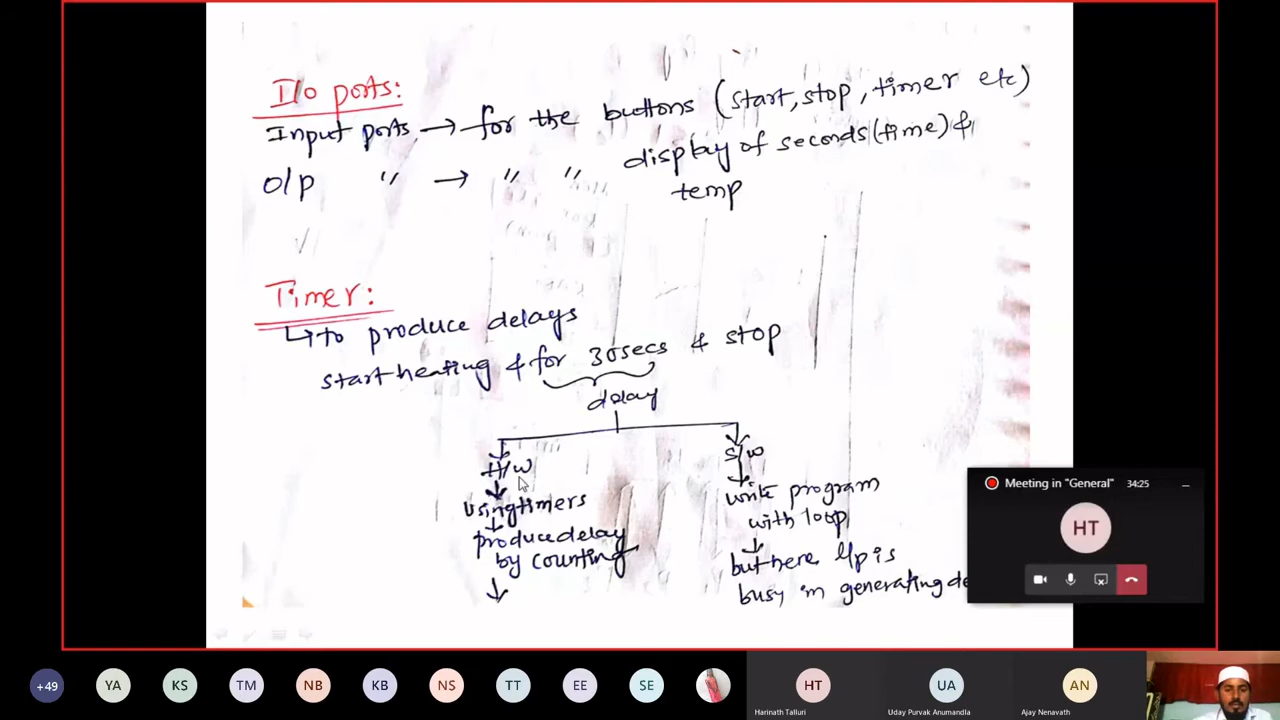 I/o ports:
Input ports → for the buttons (start, stop, timer etc)
o/p " → " " display of seconds (time) &
temp
Timer:
↳ to produce delays
start heating & for 30secs & stop
delay
H/W
S/W
using timers
write program
with loop
produce delay
by counting
but here μp is
busy in generating de
Meeting in "General"
34:25
HT
+49
YA
KS
TM
NB
KB
NS
TT
EE
SE
HT
UA
AN
Harinath Talluri
Uday Purvak Anumandla
Ajay Nenavath